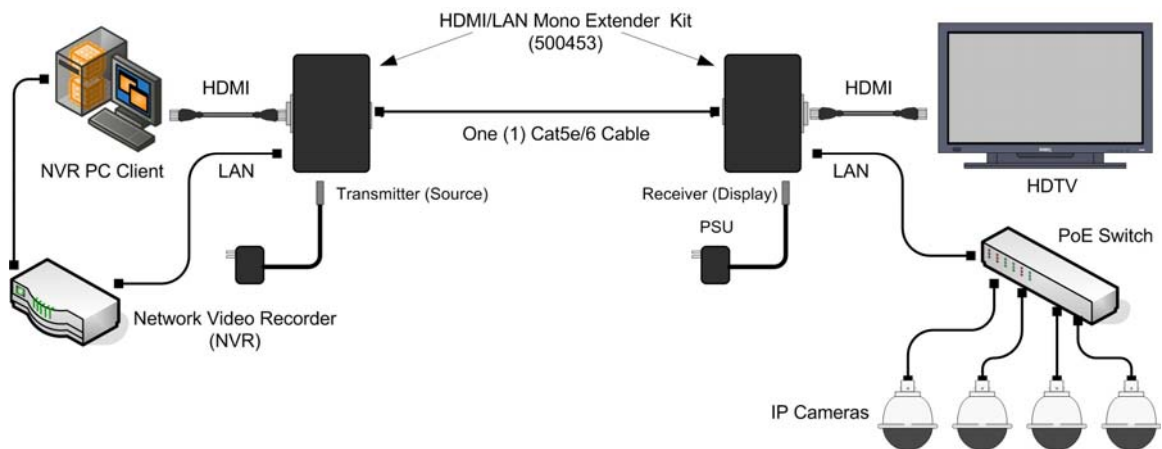 HDMI/LAN Mono Extender Kit
(500453)
HDMI
HDMI
One (1) Cat5e/6 Cable
NVR PC Client
LAN
LAN
HDTV
Transmitter (Source)
Receiver (Display)
PSU
PoE Switch
Network Video Recorder
(NVR)
IP Cameras